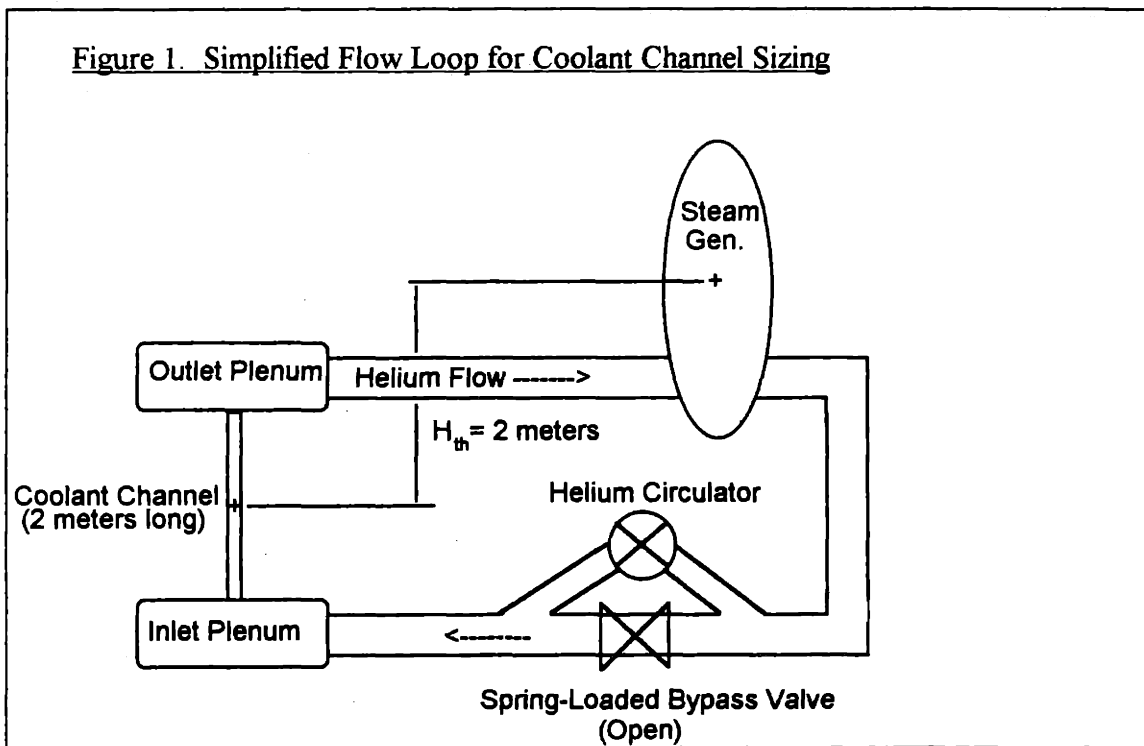 Figure 1. Simplified Flow Loop for Coolant Channel Sizing
Steam
Gen.
Outlet Plenum
Helium Flow ------->
H_th= 2 meters
Coolant Channel
(2 meters long)
Helium Circulator
Inlet Plenum
<--------
Spring-Loaded Bypass Valve
(Open)